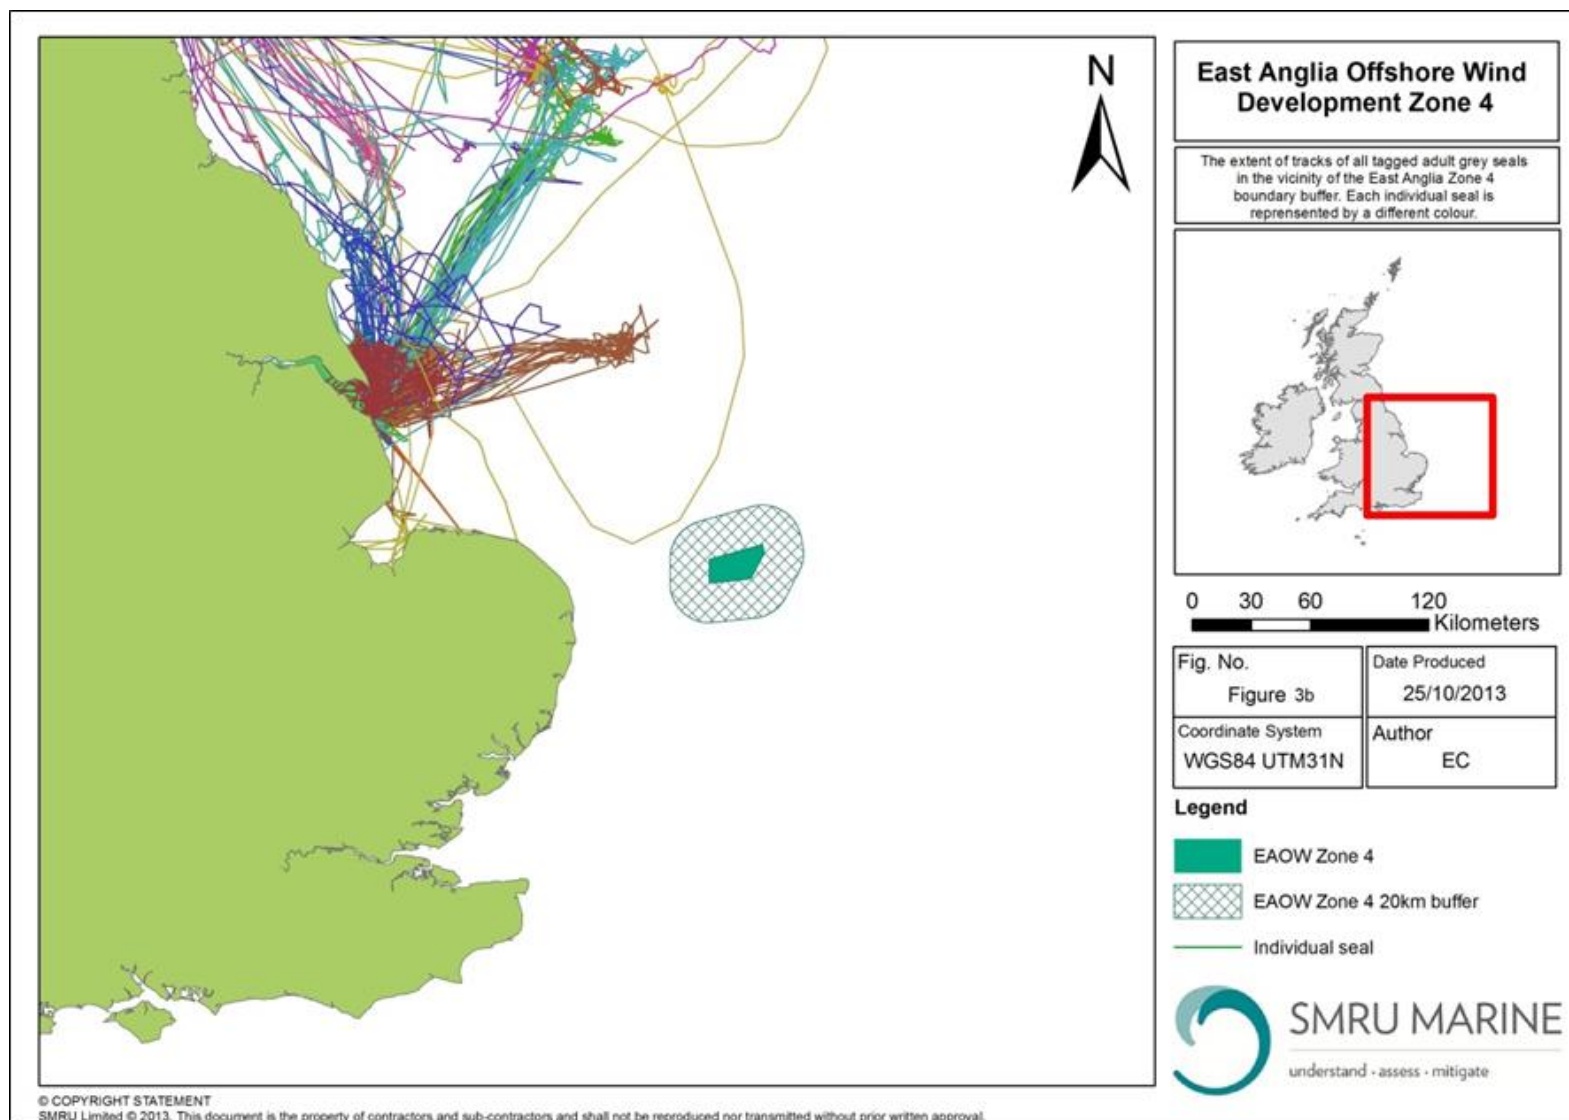 N
East Anglia Offshore Wind
Development Zone 4
The extent of tracks of all tagged adult grey seals
in the vicinity of the East Anglia Zone 4
boundary buffer. Each individual seal is
reprensented by a different colour.
0 30 60 120
Kilometers
Fig. No.
Figure 3b
Date Produced
25/10/2013
Coordinate System
WGS84 UTM31N
Author
EC
Legend
EAOW Zone 4
EAOW Zone 4 20km buffer
Individual seal
SMRU MARINE
understand · assess · mitigate
© COPYRIGHT STATEMENT
SMRU Limited © 2013. This document is the property of contractors and sub-contractors and shall not be reproduced nor transmitted without prior written approval.